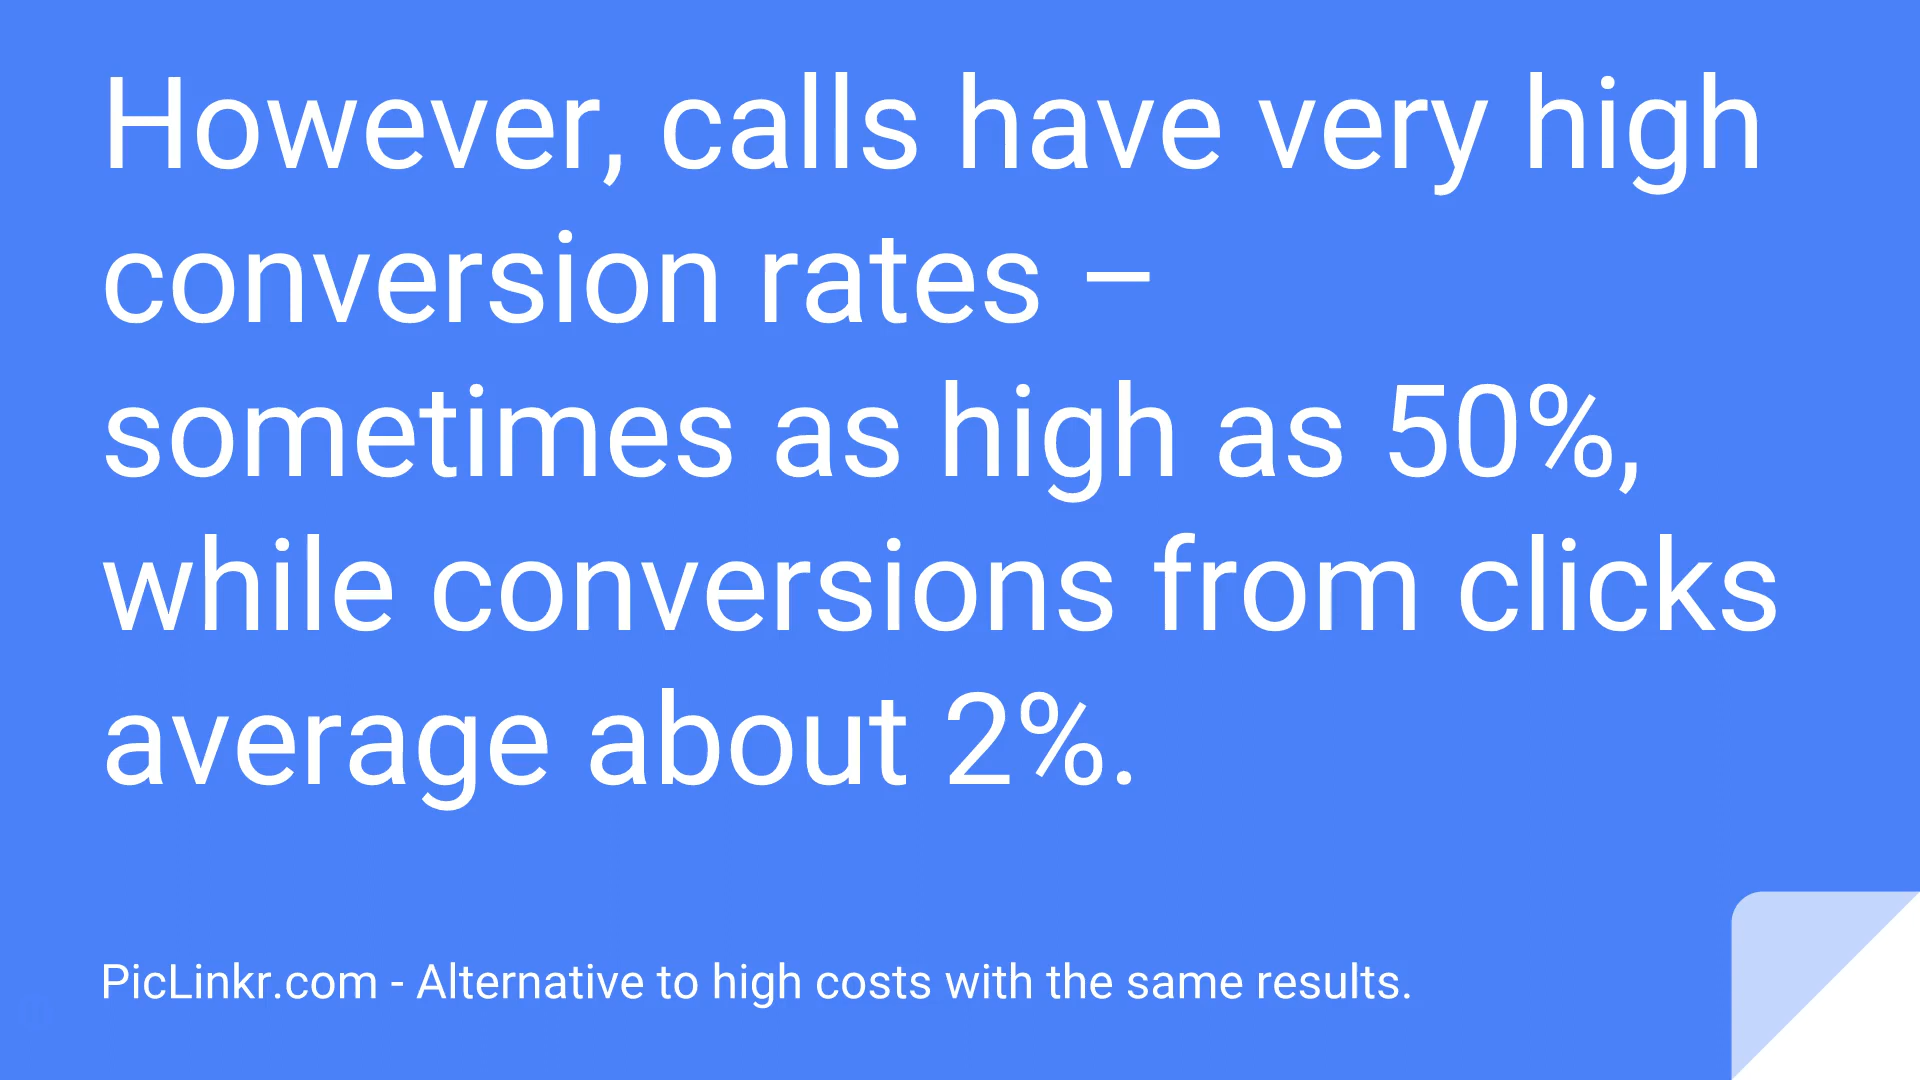 However, calls have very high
conversion rates –
sometimes as high as 50%,
while conversions from clicks
average about 2%.
PicLinkr.com - Alternative to high costs with the same results.